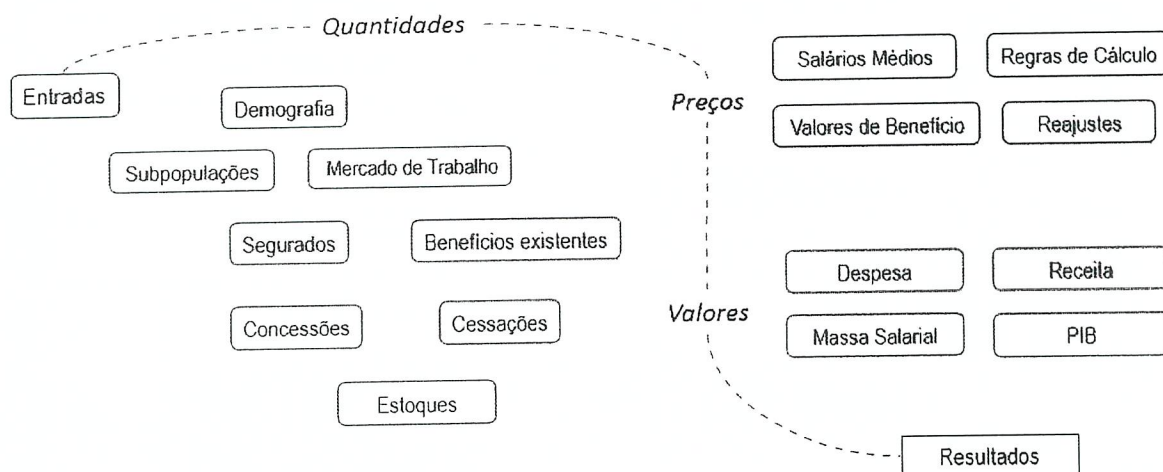 Quantidades
Entradas
Demografia
Subpopulações
Mercado de Trabalho
Segurados
Benefícios existentes
Concessões
Cessações
Estoques
Preços
Salários Médios
Regras de Cálculo
Valores de Benefício
Reajustes
Valores
Despesa
Receita
Massa Salarial
PIB
Resultados